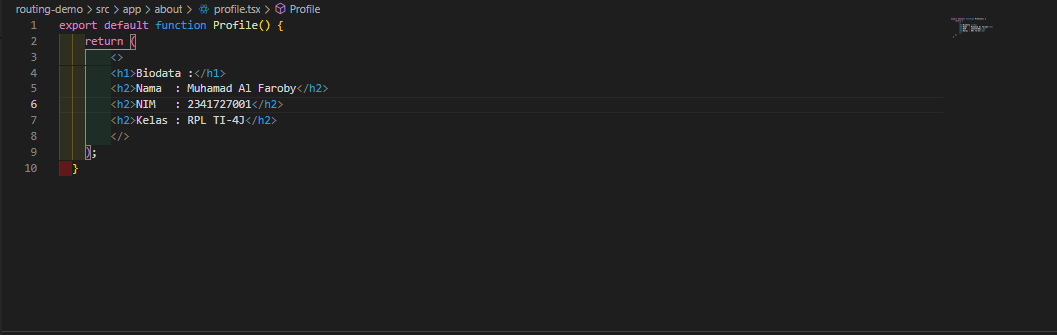 routing-demo > src > app > about > profile.tsx > Profile
1 export default function Profile() {
2 return (
3 <>
4 <h1>Biodata :</h1>
5 <h2>Nama  : Muhamad Al Faroby</h2>
6 <h2>NIM   : 2341727001</h2>
7 <h2>Kelas : RPL TI-4J</h2>
8 </>
9 );
10 }